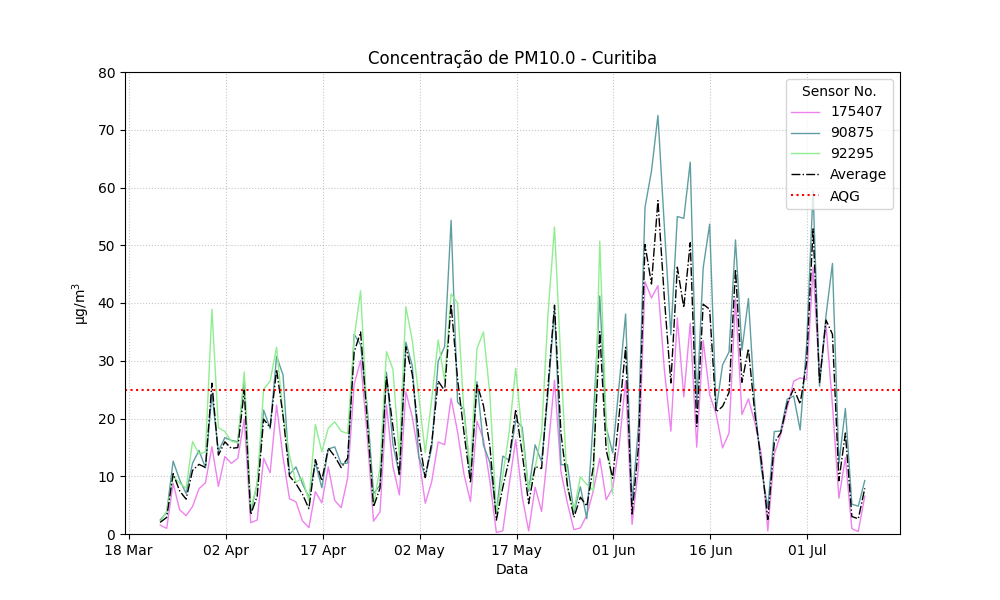 Concentração de PM10.0 - Curitiba
80
70
60
50
40
30
20
10
0
µg/m³
18 Mar
02 Apr
17 Apr
02 May
17 May
01 Jun
16 Jun
01 Jul
Data
Sensor No.
175407
90875
92295
Average
AQG